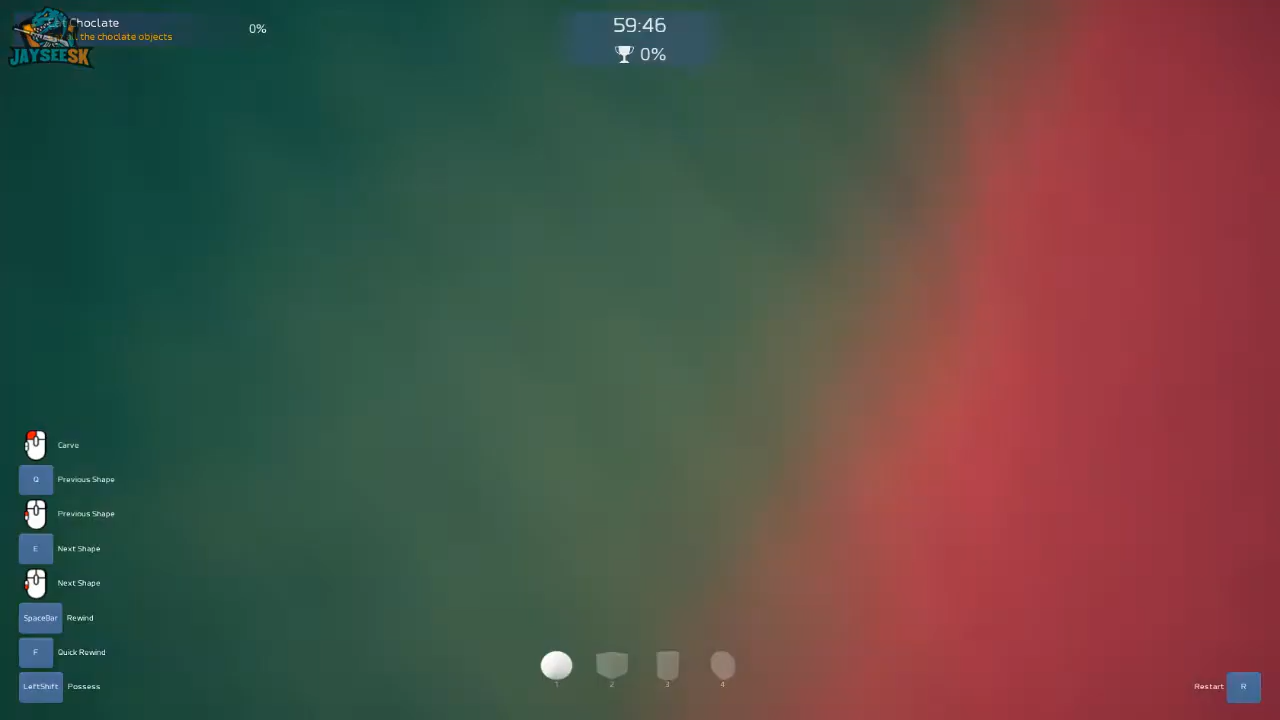 Choclate
the choclate objects
0%
59:46
0%
JAYSEESK
Carve
Q Previous Shape
Previous Shape
E Next Shape
Next Shape
SpaceBar Rewind
F Quick Rewind
LeftShift Possess
1 2 3 4
Restart R